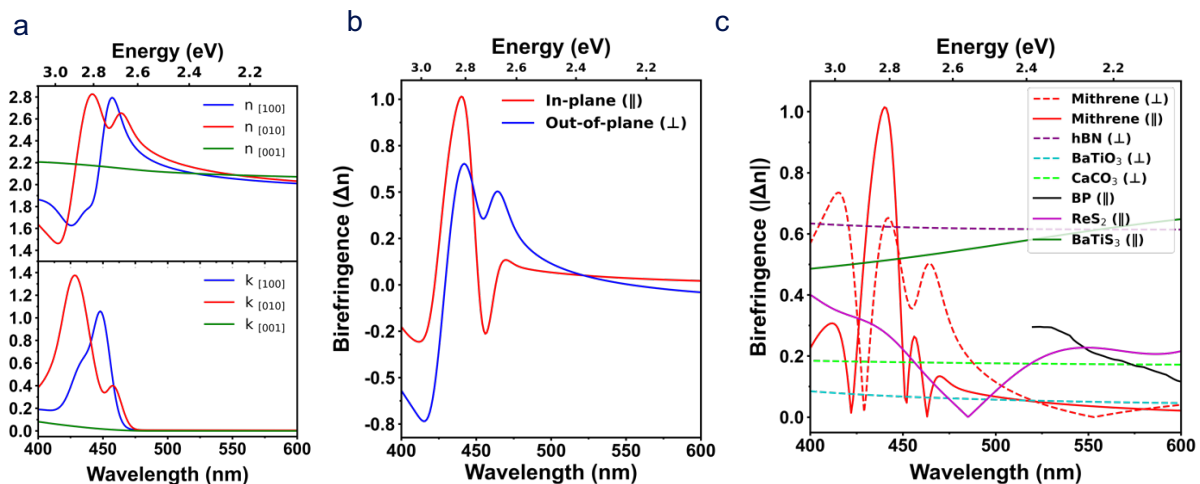 a
Energy (eV)
3.0 2.8 2.6 2.4 2.2
2.8
2.6
2.4
2.2
2.0
1.8
1.6
1.4
n [100]
n [010]
n [001]
1.4
1.2
1.0
0.8
0.6
0.4
0.2
0.0
k [100]
k [010]
k [001]
400 450 500 550 600
Wavelength (nm)
b
Energy (eV)
3.0 2.8 2.6 2.4 2.2
Birefringence (Δn)
1.0
0.8
0.5
0.2
0.0
-0.2
-0.5
-0.8
In-plane (∥)
Out-of-plane (⊥)
400 450 500 550 600
Wavelength (nm)
c
Energy (eV)
3.0 2.8 2.6 2.4 2.2
Birefringence (|Δn|)
1.0
0.8
0.6
0.4
0.2
0.0
Mithrene (⊥)
Mithrene (∥)
hBN (⊥)
BaTiO₃ (⊥)
CaCO₃ (⊥)
BP (∥)
ReS₂ (∥)
BaTiS₃ (∥)
400 450 500 550 600
Wavelength (nm)